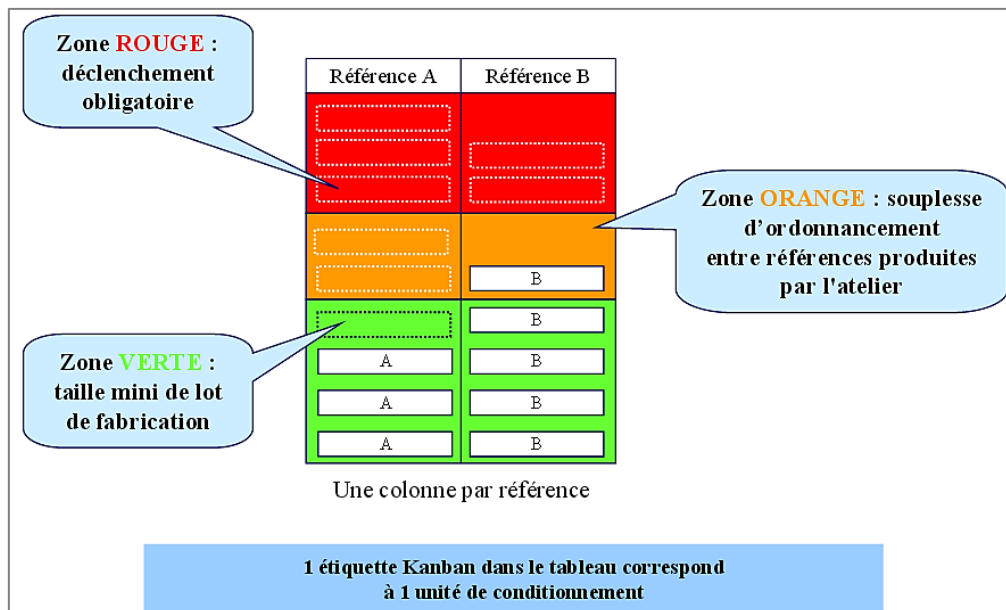 Zone ROUGE :
déclenchement
obligatoire
Référence A
Référence B
Zone ORANGE : souplesse
d'ordonnancement
entre références produites
par l'atelier
B
B
Zone VERTE :
taille mini de lot
de fabrication
A
B
A
B
A
B
Une colonne par référence
1 étiquette Kanban dans le tableau correspond
à 1 unité de conditionnement